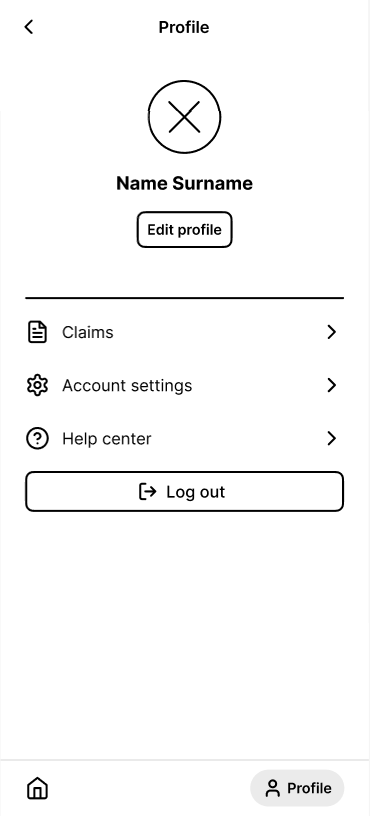 Profile
Name Surname
Edit profile
Claims
Account settings
Help center
Log out
Profile